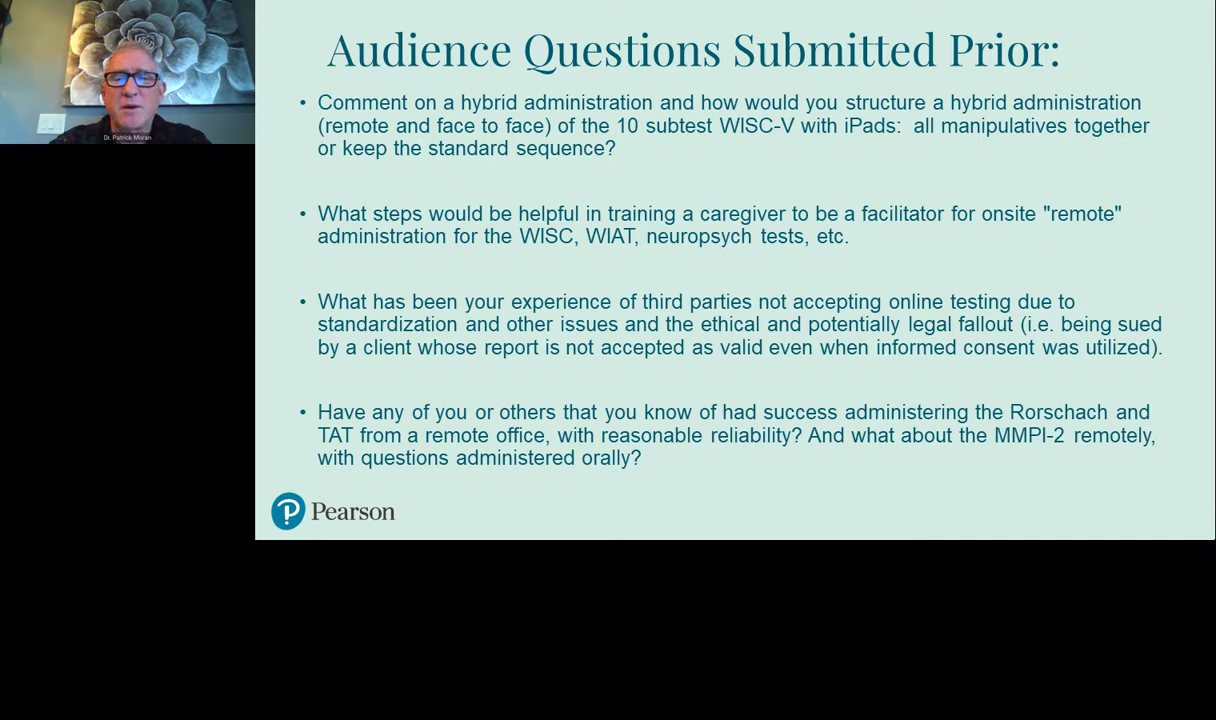 Audience Questions Submitted Prior:
Dr. Patrick Moran
• Comment on a hybrid administration and how would you structure a hybrid administration
(remote and face to face) of the 10 subtest WISC-V with iPads:  all manipulatives together
or keep the standard sequence?
• What steps would be helpful in training a caregiver to be a facilitator for onsite "remote"
administration for the WISC, WIAT, neuropsych tests, etc.
• What has been your experience of third parties not accepting online testing due to
standardization and other issues and the ethical and potentially legal fallout (i.e. being sued
by a client whose report is not accepted as valid even when informed consent was utilized).
• Have any of you or others that you know of had success administering the Rorschach and
TAT from a remote office, with reasonable reliability? And what about the MMPI-2 remotely,
with questions administered orally?
P Pearson